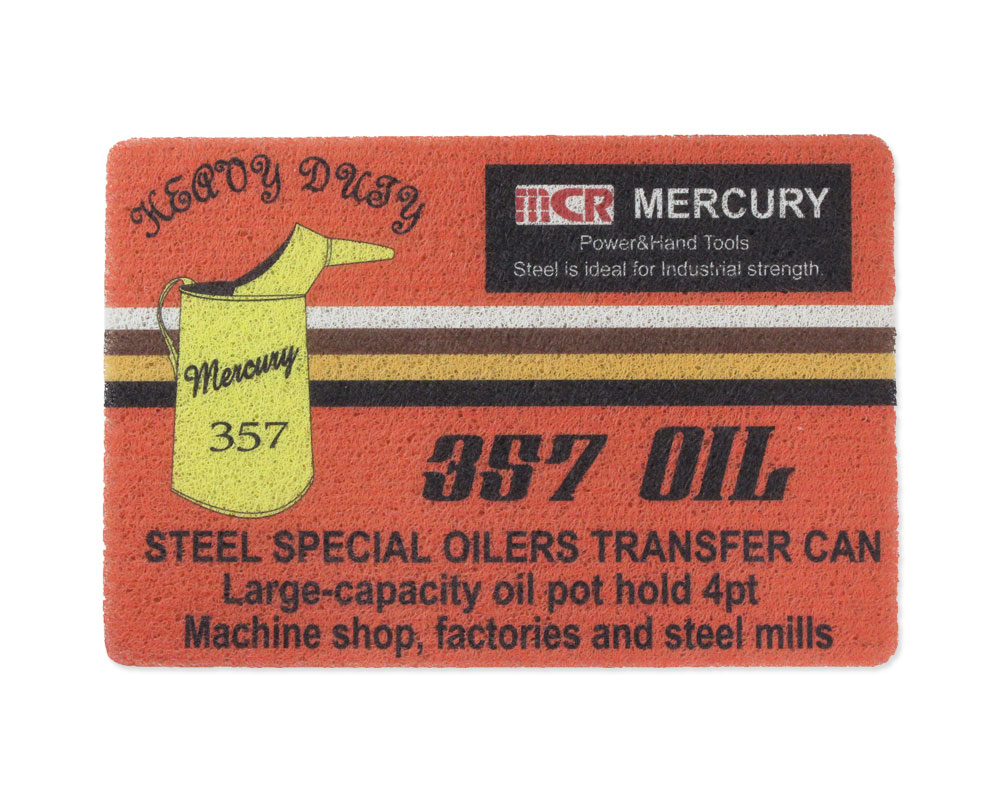 HEAVY DUTY
MCR MERCURY
Power&Hand Tools
Steel is ideal for Industrial strength.
Mercury
357
357 OIL
STEEL SPECIAL OILERS TRANSFER CAN
Large-capacity oil pot hold 4pt
Machine shop, factories and steel mills